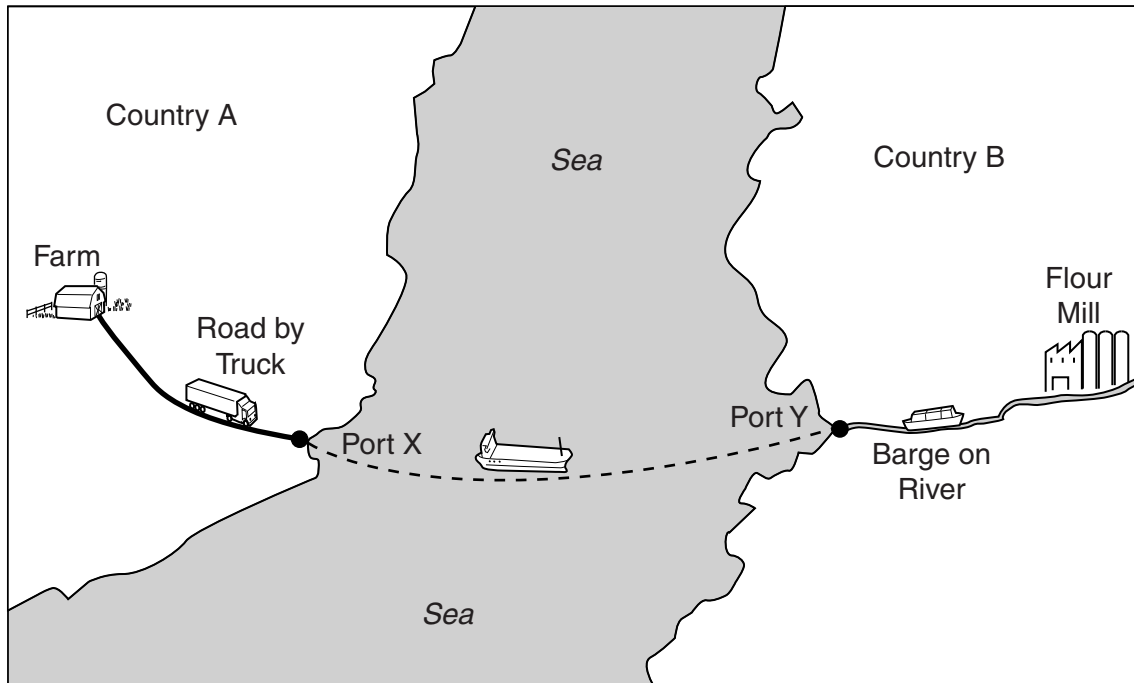 Country A
Sea
Country B
Farm
Flour
Mill
Road by
Truck
Port X
Port Y
Barge on
River
Sea